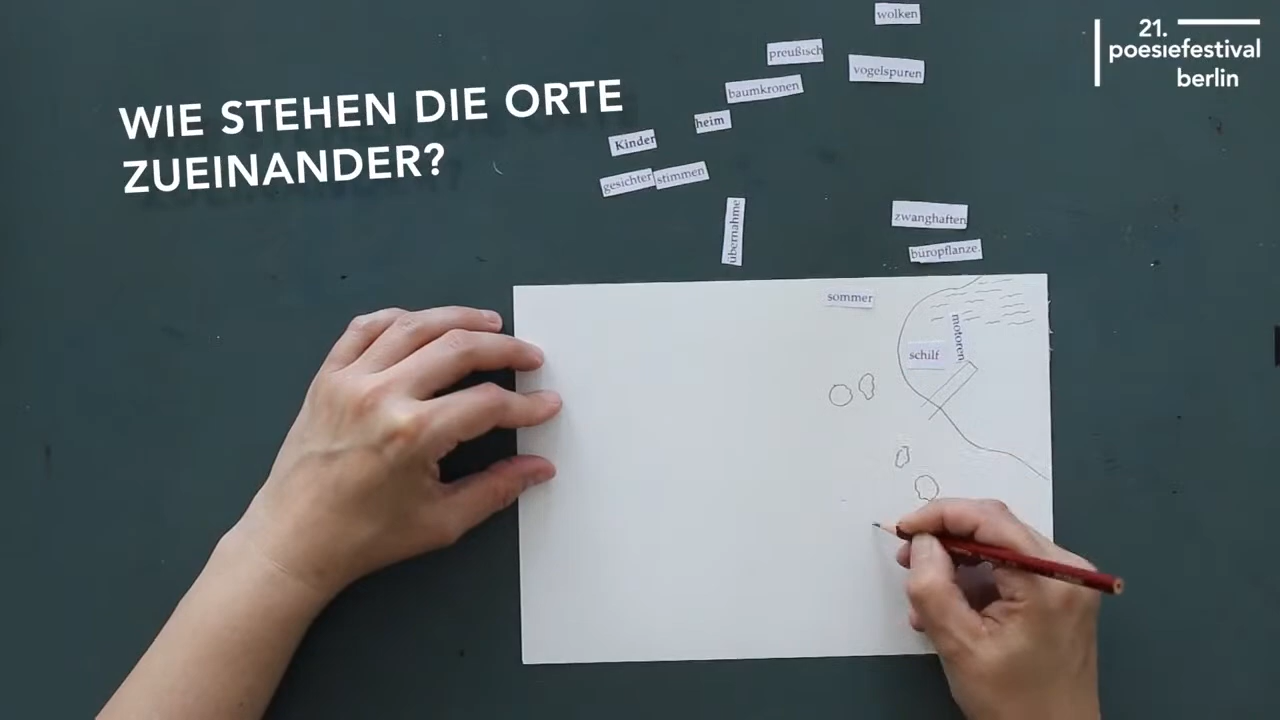 WIE STEHEN DIE ORTE
ZUEINANDER?
21.
poesiefestival
berlin
wolken
preußisch
vogelspuren
baumkronen
heim
Kinder
gesichter
stimmen
übernahme
zwanghaften
büropflanze.
sommer
motoren
schilf